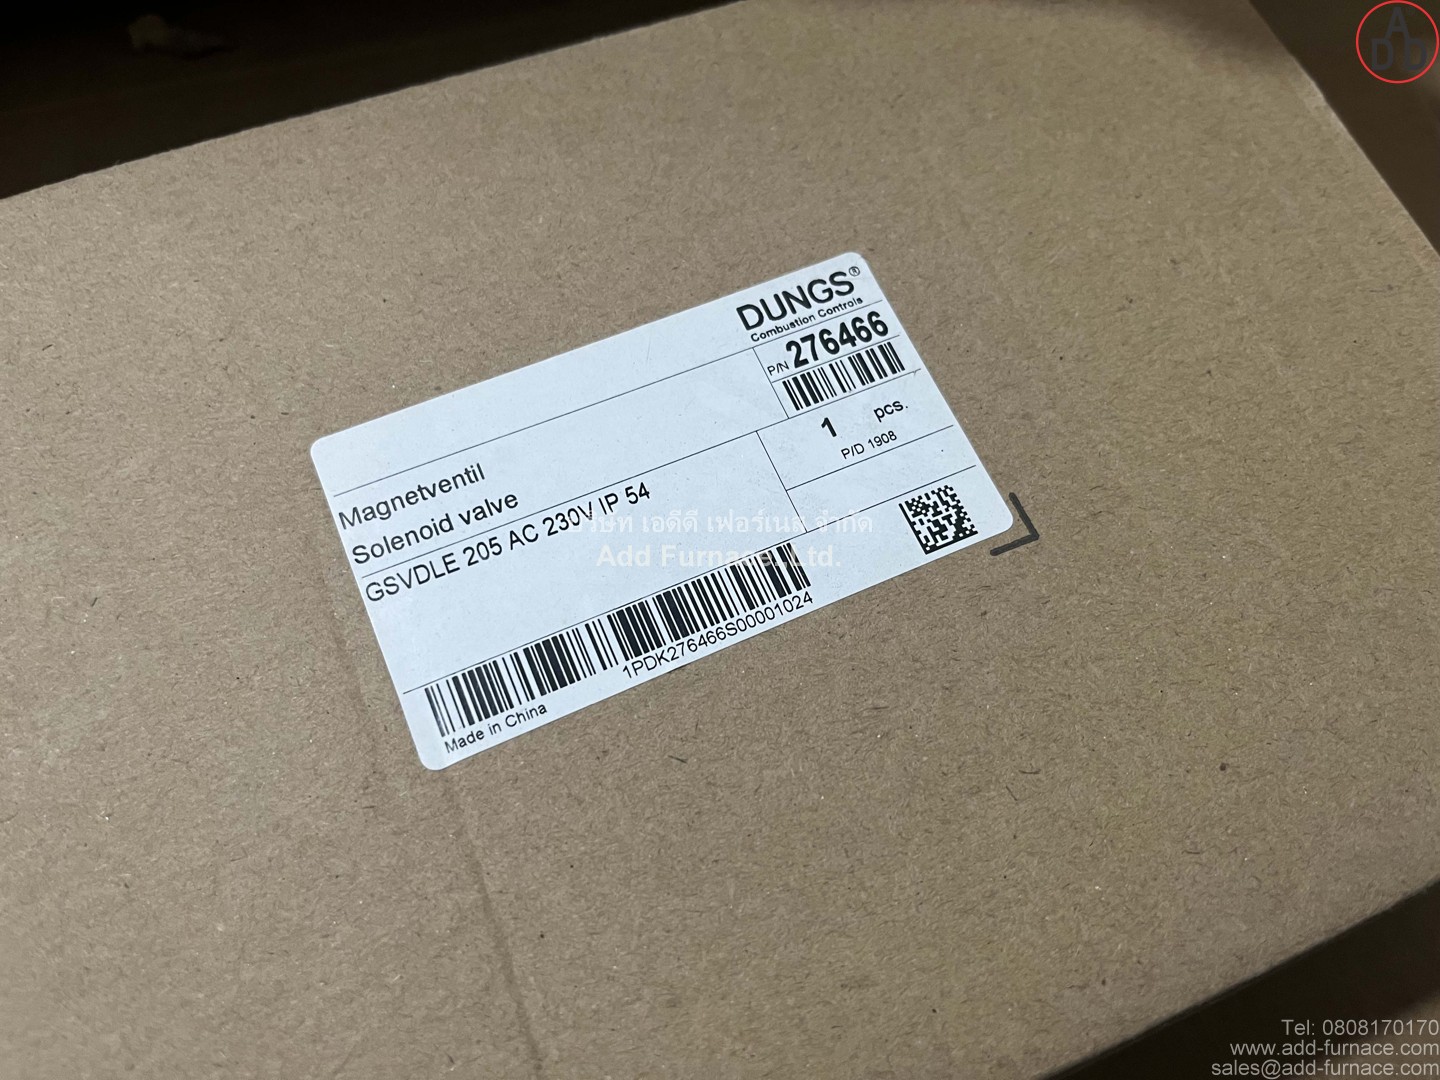 DUNGS®
Combustion Controls
P/N 276466
1 pcs.
P/D 1908
Magnetventil
Solenoid valve
GSVDLE 205 AC 230V IP 54
1PDK276466S00001024
Made in China
บริษัท เอดีดี เฟอร์เนส จำกัด
Add Furnace Ltd.
ADD
Tel: 0808170170
www.add-furnace.com
sales@add-furnace.com